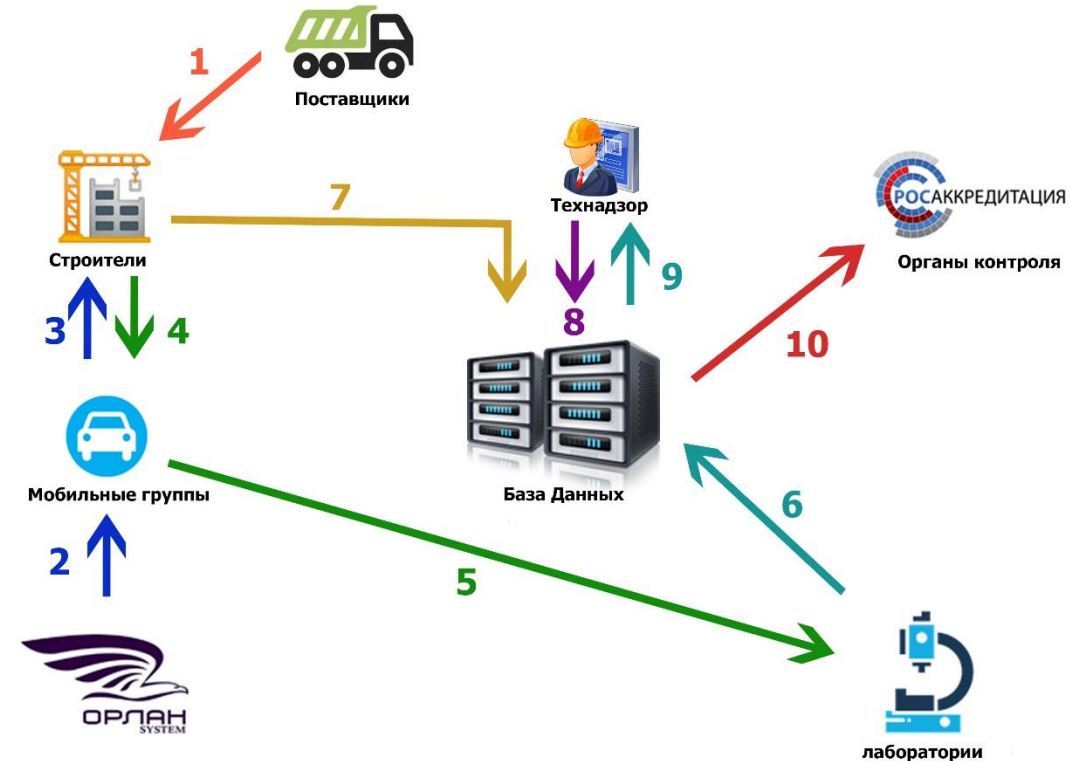 1
Поставщики
7
Технадзор
РОСАККРЕДИТАЦИЯ
Строители
Органы контроля
3
4
9
8
10
Мобильные группы
База Данных
6
2
5
ОРЛАН
SYSTEM
лаборатории